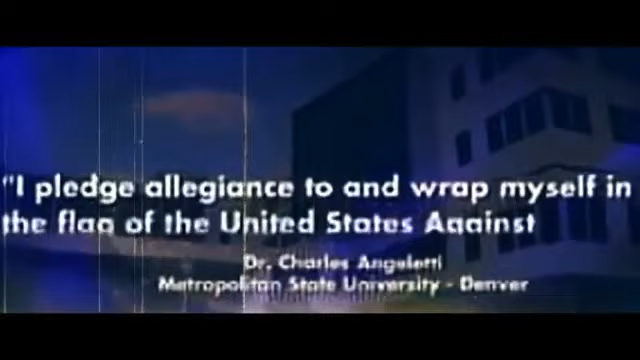 "I pledge allegiance to and wrap myself in
the flag of the United States Against
Dr. Charles Angeletti
Metropolitan State University - Denver